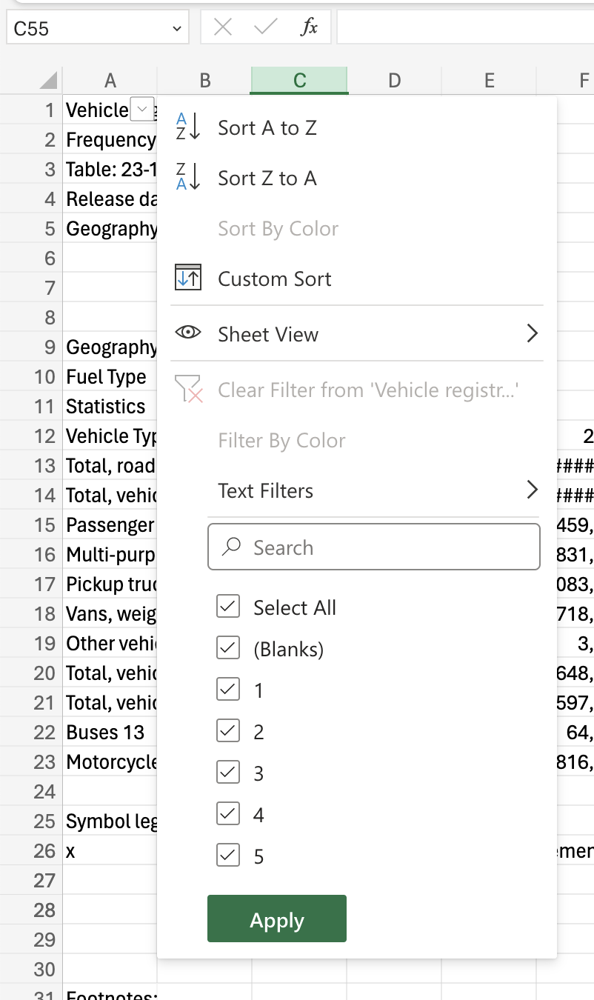 C55
fx
A B C D E F
1 Vehicle
2 Frequency
3 Table: 23-1
4 Release da
5 Geography
6
7
8
9 Geography
10 Fuel Type
11 Statistics
12 Vehicle Typ 2
13 Total, road ####
14 Total, vehic ####
15 Passenger 459,
16 Multi-purp 831,
17 Pickup truc 083,
18 Vans, weig 718,
19 Other vehi 3,
20 Total, vehic 648,
21 Total, vehic 597,
22 Buses 13 64,
23 Motorcycle 816,
24
25 Symbol leg
26 x emen
27
28
29
30
31 Footnotes:
Sort A to Z
Sort Z to A
Sort By Color
Custom Sort
Sheet View
Clear Filter from 'Vehicle registr...'
Filter By Color
Text Filters
Search
Select All
(Blanks)
1
2
3
4
5
Apply